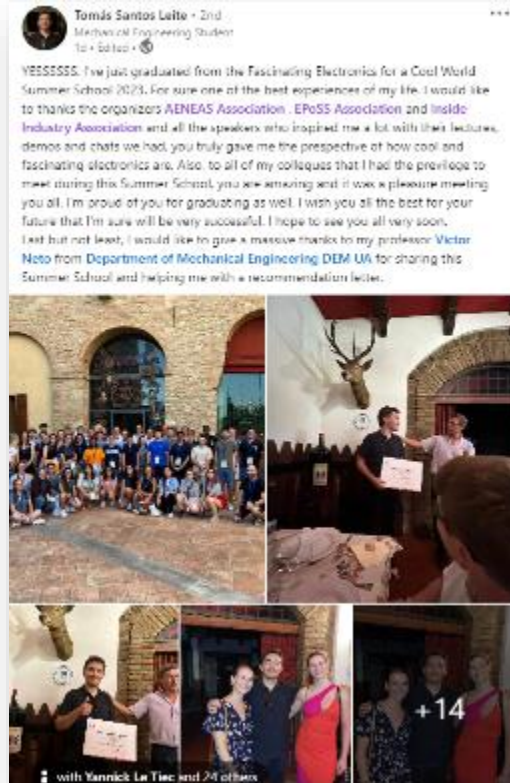 Tomás Santos Leite • 2nd
Mechanical Engineering Student
1d • Edited •
YESSSSSS. I've just graduated from the Fascinating Electronics for a Cool World
Summer School 2023. For sure one of the best experiences of my life. I would like
to thanks the organizers AENEAS Association , EPoSS Association and Inside
Industry Association and all the speakers who inspired me a lot with their lectures,
demos and chats we had, you truly gave me the prespective of how cool and
fascinating electronics are. Also, to all of my collegues that I had the previlege to
meet during this Summer School, you are amazing and it was a pleasure meeting
you all. I'm proud of you for graduating as well. I wish you all the best for your
future that I'm sure will be very successful. I hope to see you all very soon.
Last but not least, I would like to give a massive thanks to my professor Victor
Neto from Department of Mechanical Engineering DEM UA for sharing this
Summer School and helping me with a recommendation letter.
+14
with Yannick Le Tiec and 24 others